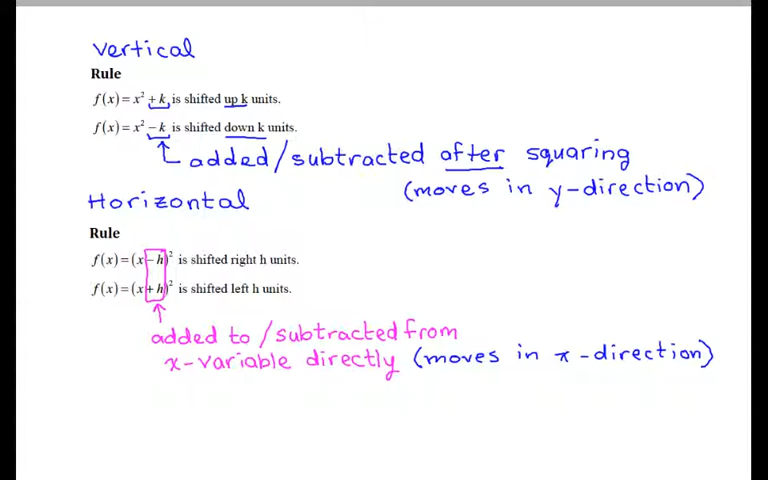 Vertical
Rule
f(x) = x² + k is shifted up k units.
f(x) = x² − k is shifted down k units.
added/subtracted after squaring
(moves in y-direction)
Horizontal
Rule
f(x) = (x − h)² is shifted right h units.
f(x) = (x + h)² is shifted left h units.
added to/subtracted from
x-variable directly (moves in x-direction)